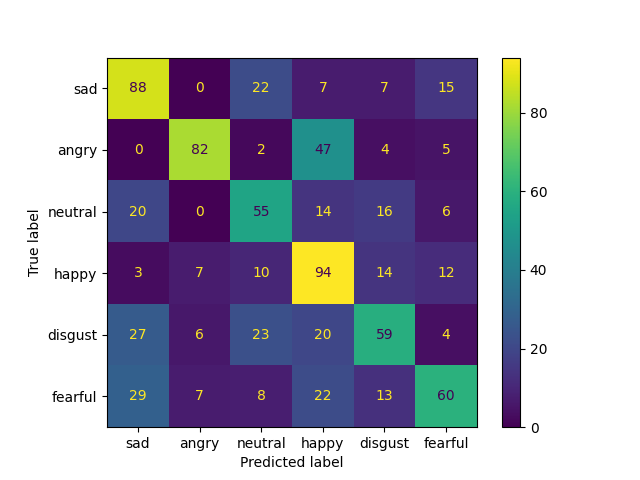 sad 88 0 22 7 7 15
angry 0 82 2 47 4 5
neutral 20 0 55 14 16 6
happy 3 7 10 94 14 12
disgust 27 6 23 20 59 4
fearful 29 7 8 22 13 60
sad angry neutral happy disgust fearful
Predicted label
True label
80
60
40
20
0